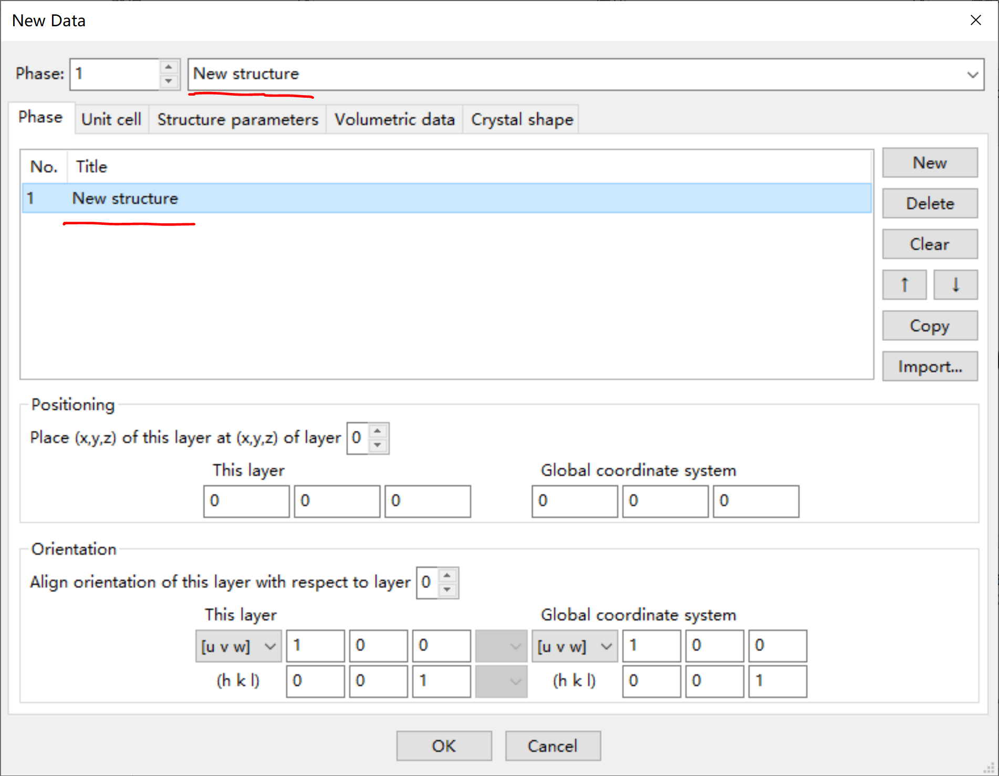 New Data
Phase: 1 New structure
Phase Unit cell Structure parameters Volumetric data Crystal shape
No. Title
1 New structure
New
Delete
Clear
↑ ↓
Copy
Import...
Positioning
Place (x,y,z) of this layer at (x,y,z) of layer 0
This layer Global coordinate system
0 0 0 0 0 0
Orientation
Align orientation of this layer with respect to layer 0
This layer Global coordinate system
[u v w] 1 0 0 [u v w] 1 0 0
(h k l) 0 0 1 (h k l) 0 0 1
OK Cancel